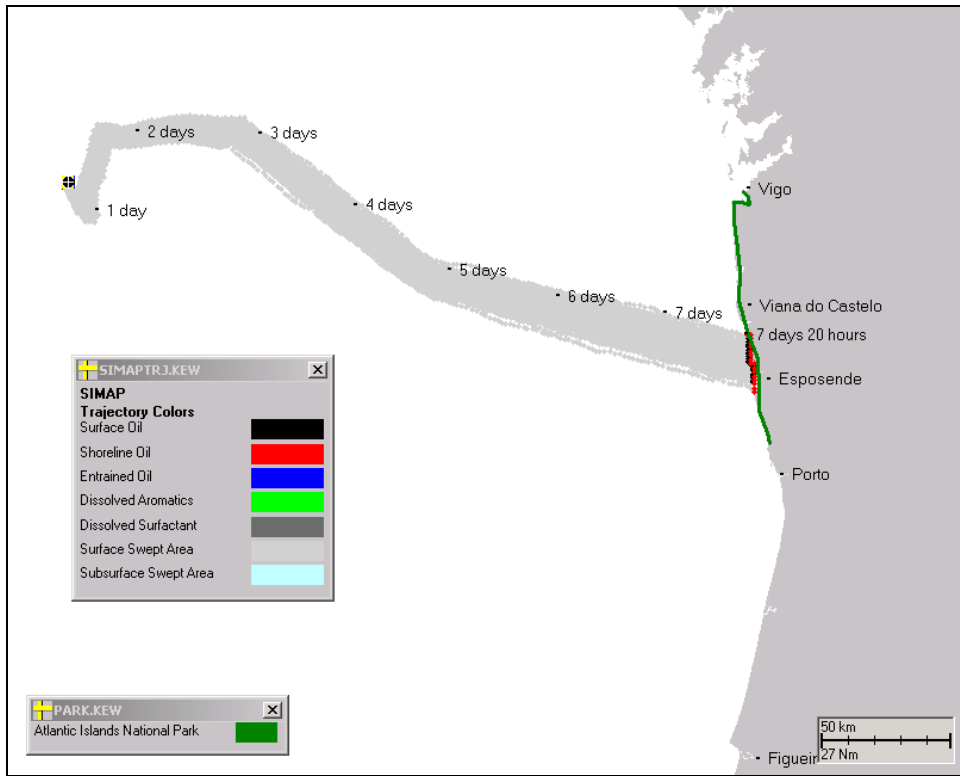 2 days
3 days
1 day
Vigo
4 days
5 days
6 days
7 days
Viana do Castelo
7 days 20 hours
Esposende
Porto
SIMAPTRJ.KEW
SIMAP
Trajectory Colors
Surface Oil
Shoreline Oil
Entrained Oil
Dissolved Aromatics
Dissolved Surfactant
Surface Swept Area
Subsurface Swept Area
PARK.KEW
Atlantic Islands National Park
50 km
27 Nm
Figueir